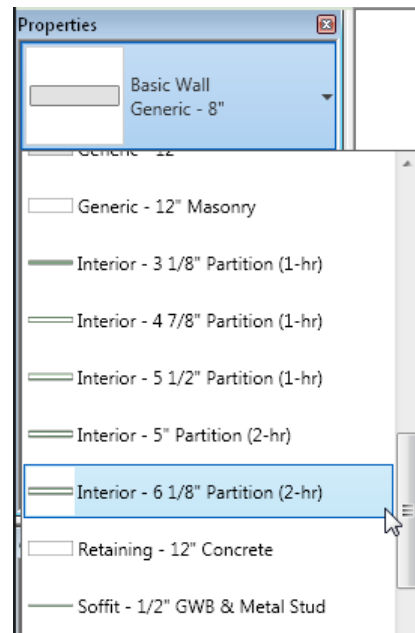 Properties
Basic Wall
Generic - 8"
Generic - 12"
Generic - 12" Masonry
Interior - 3 1/8" Partition (1-hr)
Interior - 4 7/8" Partition (1-hr)
Interior - 5 1/2" Partition (1-hr)
Interior - 5" Partition (2-hr)
Interior - 6 1/8" Partition (2-hr)
Retaining - 12" Concrete
Soffit - 1/2" GWB & Metal Stud